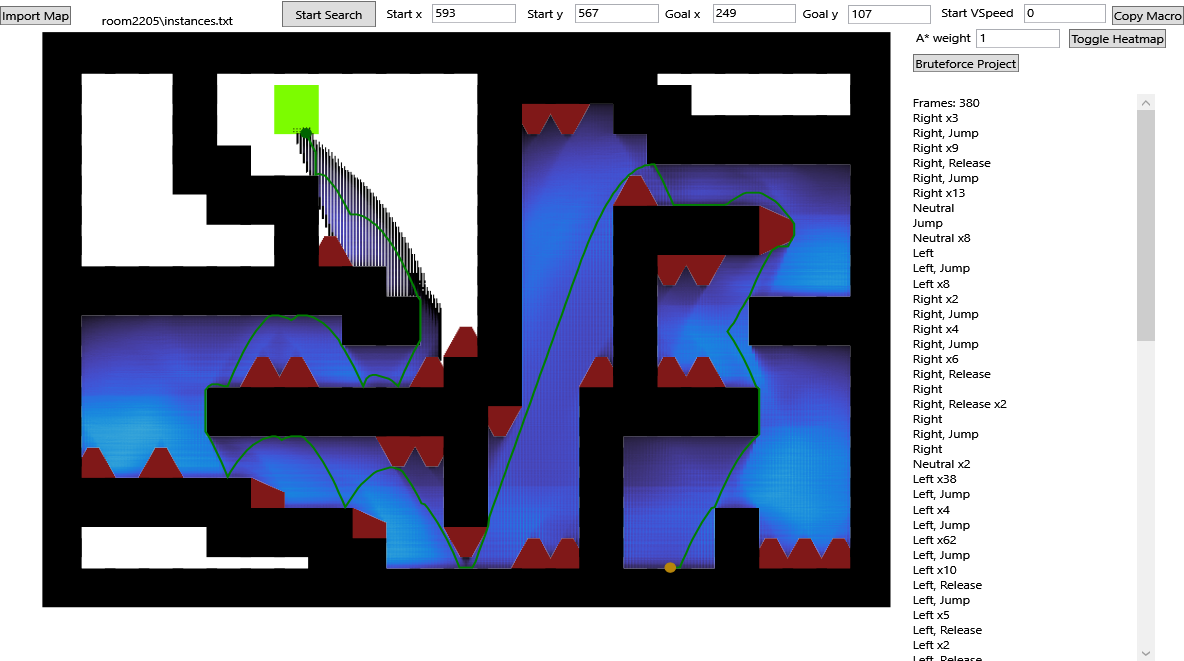 Import Map
room2205\instances.txt
Start Search
Start x 593
Start y 567
Goal x 249
Goal y 107
Start VSpeed 0
Copy Macro
A* weight 1
Toggle Heatmap
Bruteforce Project
Frames: 380
Right x3
Right, Jump
Right x9
Right, Release
Right, Jump
Right x13
Neutral
Jump
Neutral x8
Left
Left, Jump
Left x8
Right x2
Right, Jump
Right x4
Right, Jump
Right x6
Right, Release
Right
Right, Release x2
Right
Right, Jump
Right
Neutral x2
Left x38
Left, Jump
Left x4
Left, Jump
Left x62
Left, Jump
Left x10
Left, Release
Left, Jump
Left x5
Left, Release
Left x2
Left, Release